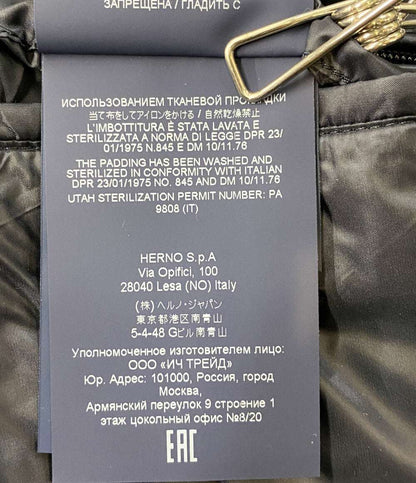 ЗАПРЕЩЕНА / ГЛАДИТЬ С
ИСПОЛЬЗОВАНИЕМ ТКАНЕВОЙ ПРОКЛАДКИ
当て布をしてアイロンをかける / 自然乾燥禁止
L'IMBOTTITURA È STATA LAVATA E
STERILIZZATA A NORMA DI LEGGE DPR 23/
01/1975 N.845 E DM 10/11.76
THE PADDING HAS BEEN WASHED AND
STERILIZED IN CONFORMITY WITH ITALIAN
DPR 23/01/1975 NO. 845 AND DM 10/11.76
UTAH STERILIZATION PERMIT NUMBER: PA
9808 (IT)
HERNO S.p.A
Via Opifici, 100
28040 Lesa (NO) Italy
(株) ヘルノ・ジャパン
東京都港区南青山
5-4-48 Gビル南青山
Уполномоченное изготовителем лицо:
ООО «ИЧ ТРЕЙД»
Юр. Адрес: 101000, Россия, город
Москва,
Армянский переулок 9 строение 1
этаж цокольный офис №8/20
EAC